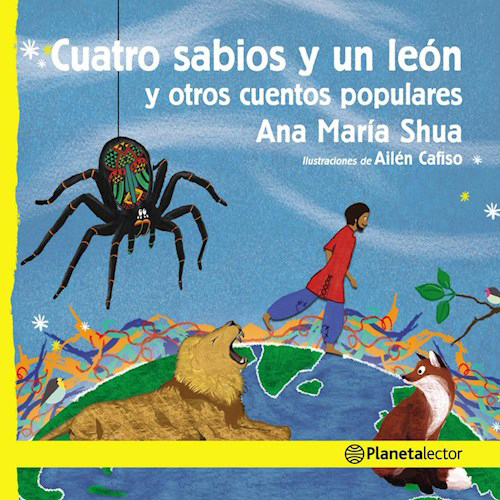 Cuatro sabios y un león
y otros cuentos populares
Ana María Shua
Ilustraciones de Ailén Cafiso
Planetalector